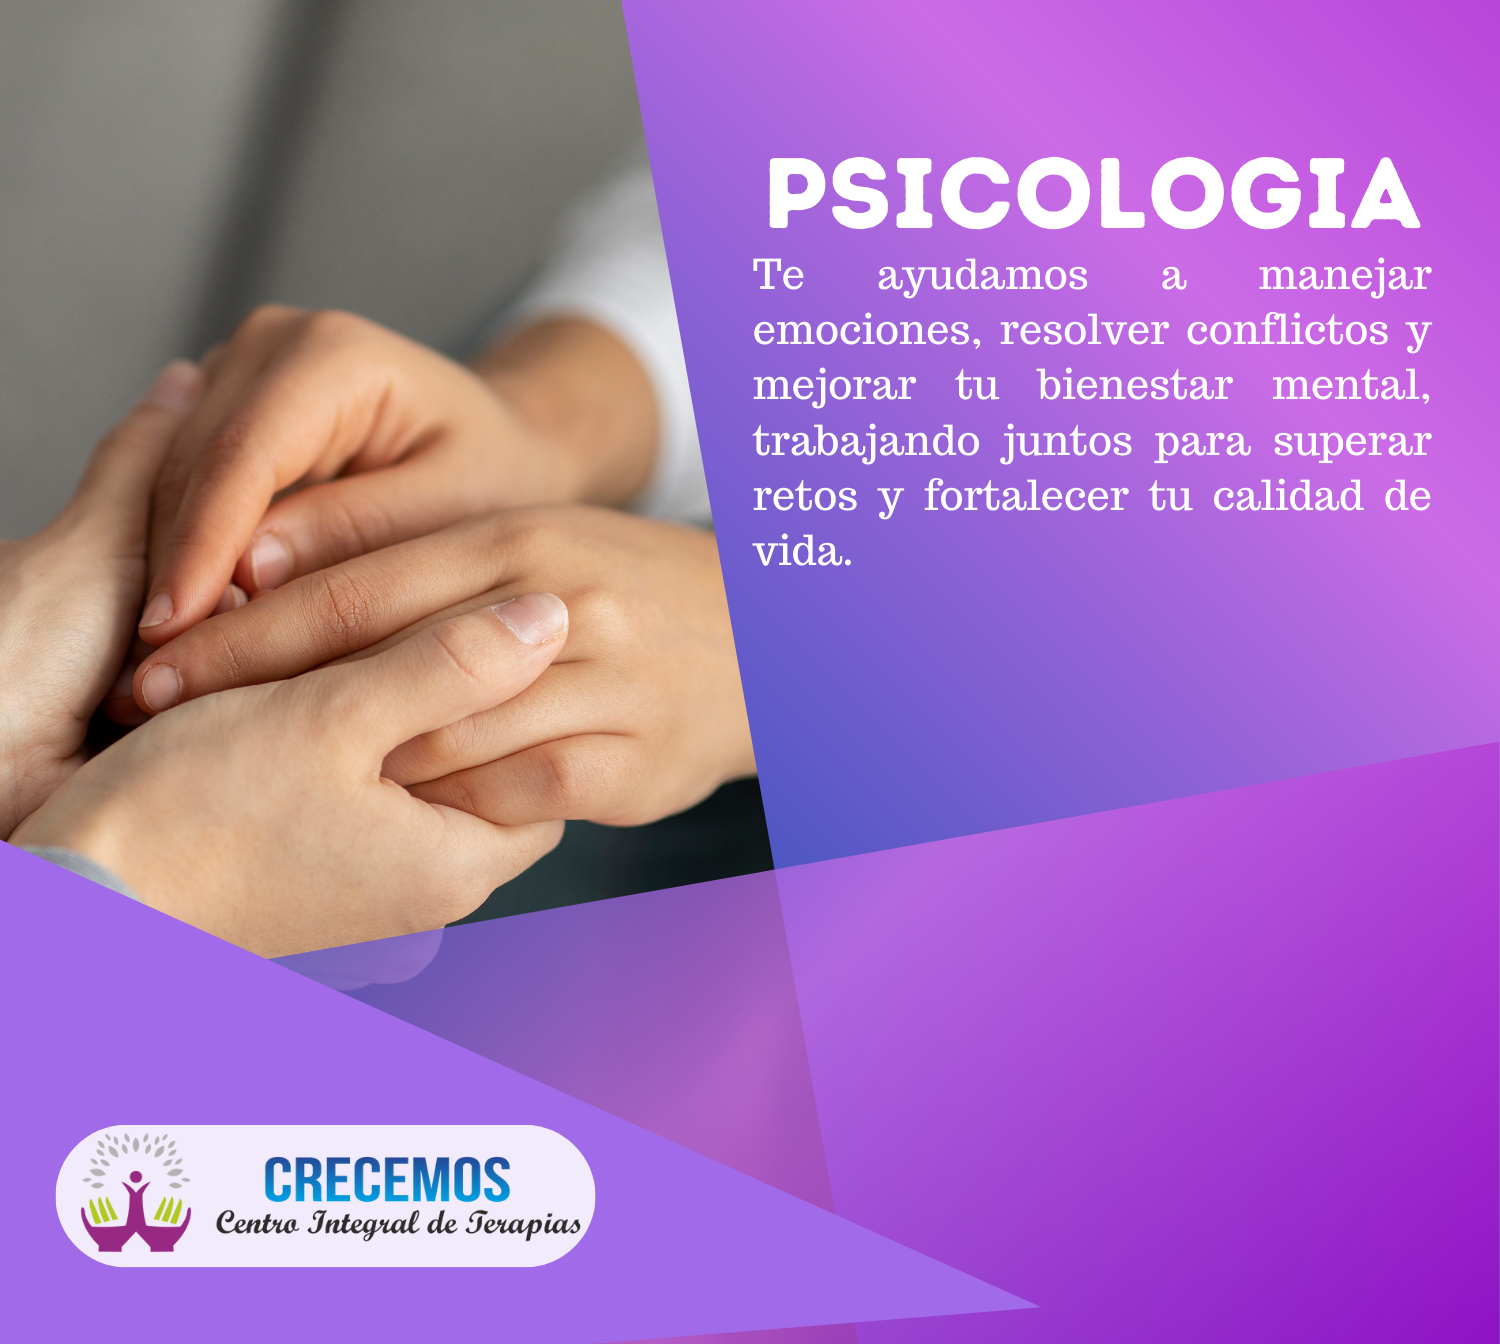 PSICOLOGIA
Te ayudamos a manejar
emociones, resolver conflictos y
mejorar tu bienestar mental,
trabajando juntos para superar
retos y fortalecer tu calidad de
vida.
CRECEMOS
Centro Integral de Terapias